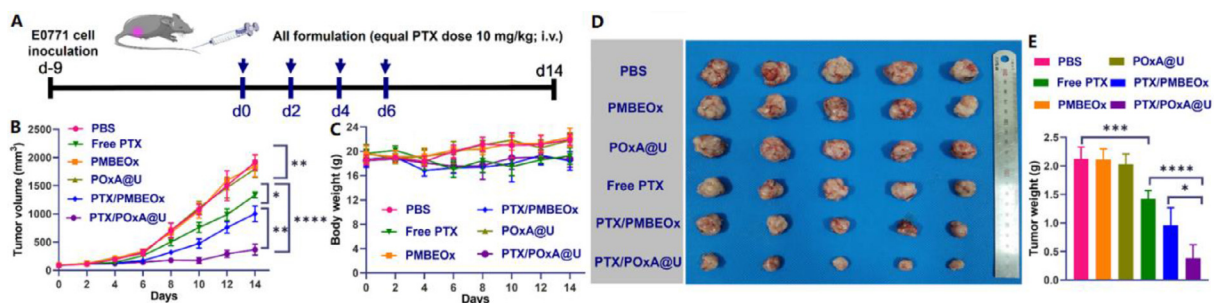 A
E0771 cell
inoculation
All formulation (equal PTX dose 10 mg/kg; i.v.)
d-9
d0
d2
d4
d6
d14
B
Tumor volume (mm³)
2500
2000
1500
1000
500
0
0 2 4 6 8 10 12 14
Days
PBS
Free PTX
PMBEOx
POxA@U
PTX/PMBEOx
PTX/POxA@U
**
*
**
****
C
Body weight (g)
24
20
16
12
8
4
0
0 2 4 6 8 10 12 14
Days
PBS
Free PTX
PMBEOx
PTX/PMBEOx
POxA@U
PTX/POxA@U
D
PBS
PMBEOx
POxA@U
Free PTX
PTX/PMBEOx
PTX/POxA@U
E
PBS
Free PTX
PMBEOx
POxA@U
PTX/PMBEOx
PTX/POxA@U
Tumor weight (g)
2.5
2.0
1.5
1.0
0.5
0.0
***
****
*